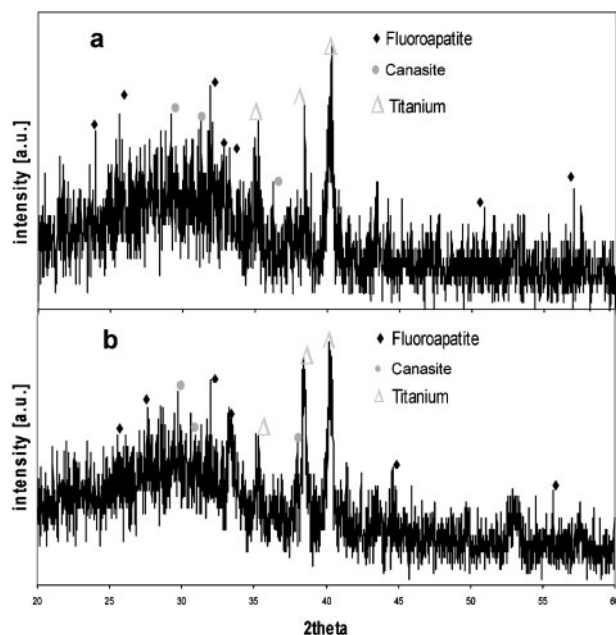 a
Fluoroapatite
Canasite
Titanium
intensity [a.u.]
b
Fluoroapatite
Canasite
Titanium
intensity [a.u.]
20 25 30 35 40 45 50 55 60
2theta